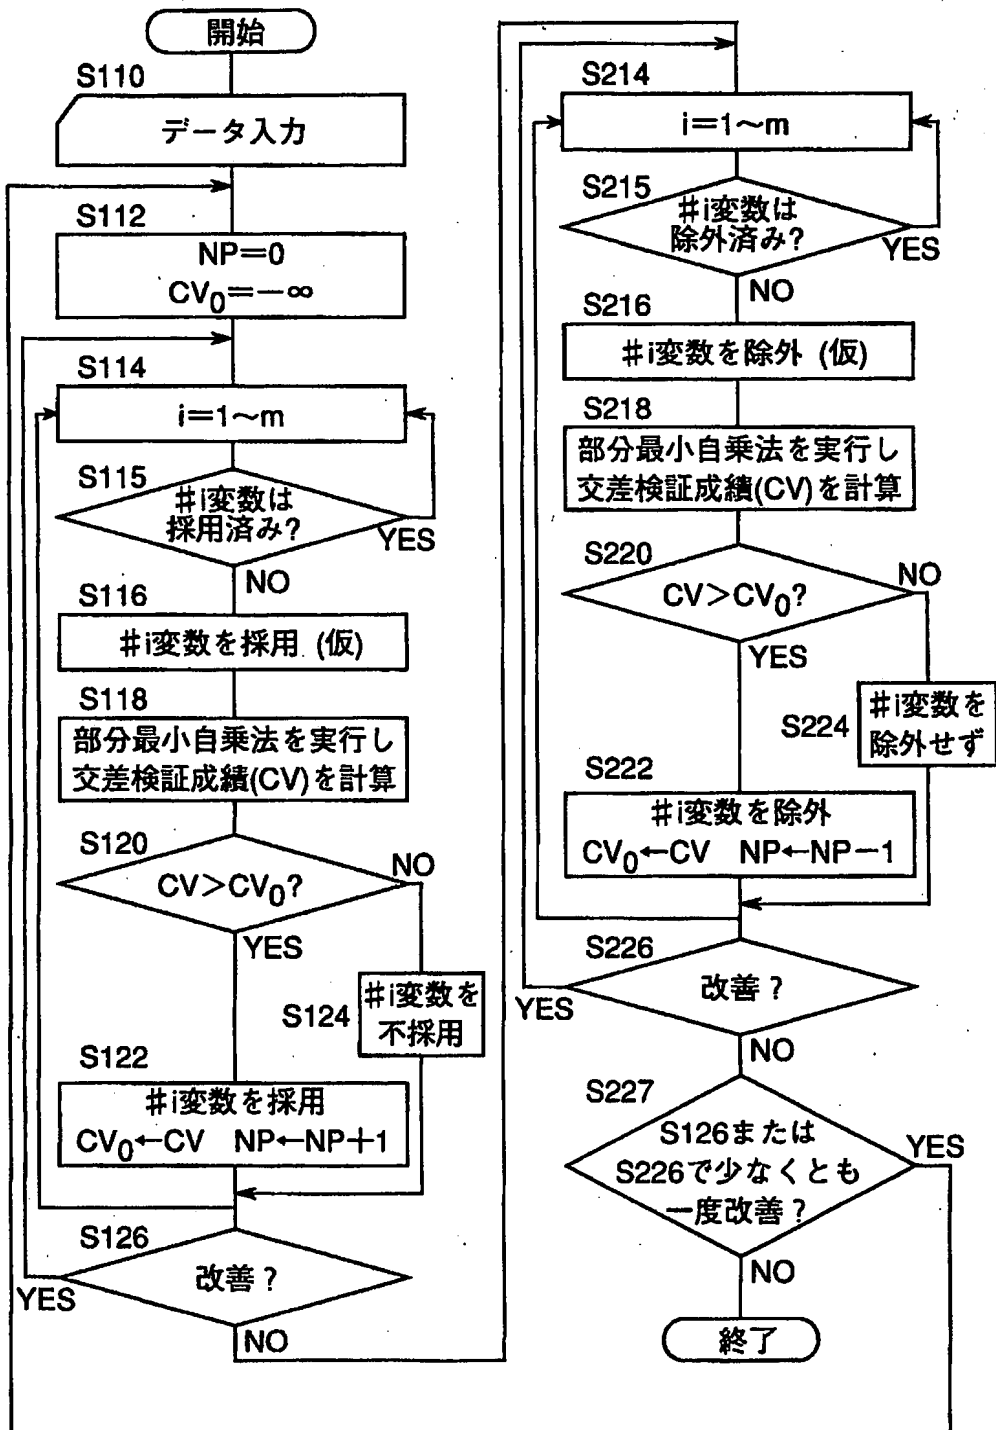 開始
S110
データ入力
S112
NP=0
CV0=-∞
S114
i=1~m
S115
#i変数は
採用済み?
YES
NO
S116
#i変数を採用 (仮)
S118
部分最小自乗法を実行し
交差検証成績(CV)を計算
S120
CV>CV0?
NO
YES
S124
#i変数を
不採用
S122
#i変数を採用
CV0←CV NP←NP+1
S126
改善?
YES
NO
S214
i=1~m
S215
#i変数は
除外済み?
YES
NO
S216
#i変数を除外 (仮)
S218
部分最小自乗法を実行し
交差検証成績(CV)を計算
S220
CV>CV0?
NO
YES
S224
#i変数を
除外せず
S222
#i変数を除外
CV0←CV NP←NP-1
S226
改善?
YES
NO
S227
S126または
S226で少なくとも
一度改善?
YES
NO
終了